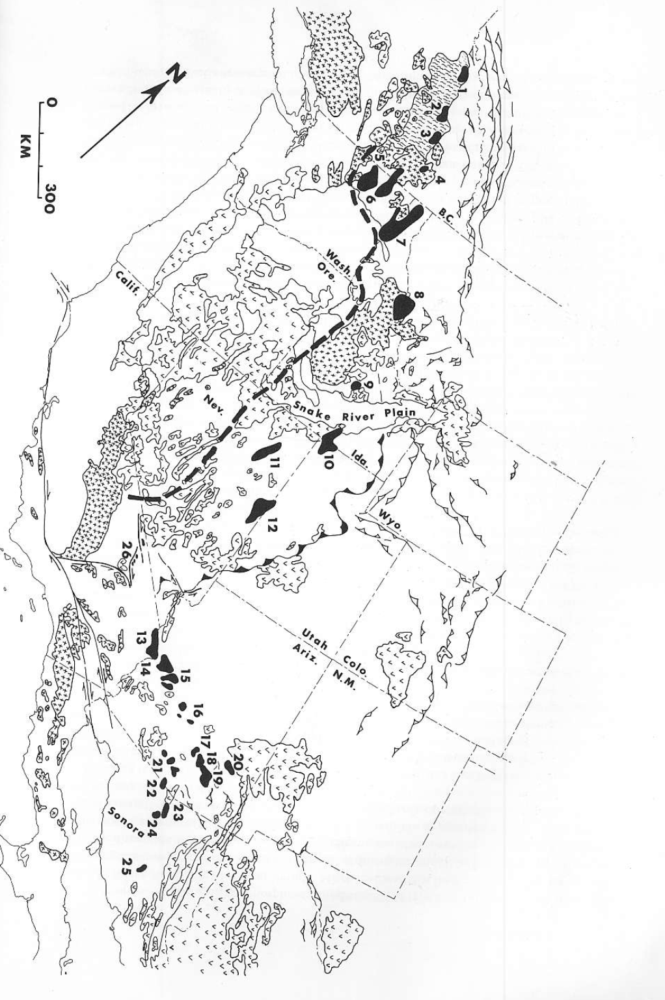 N
0 300
KM
1
2
3
4
5
6
7
8
9
10
11
12
13
14
15
16
17
18
19
20
21
22
23
24
25
26
B.C.
Wash.
Ore.
Calif.
Nev.
Snake River Plain
Ida.
Wyo.
Utah Colo.
Ariz. N.M.
Sonora